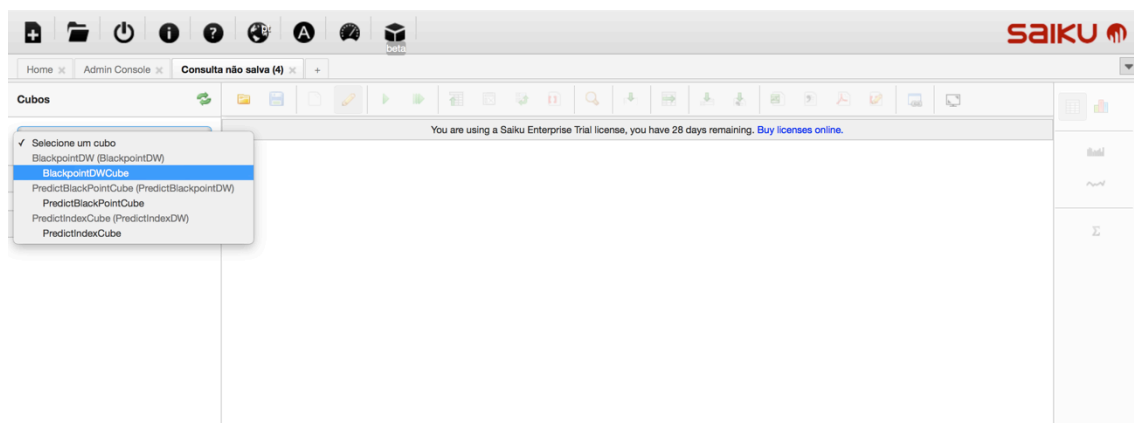 beta
saiku
Home
Admin Console
Consulta não salva (4)
+
Cubos
You are using a Saiku Enterprise Trial license, you have 28 days remaining. Buy licenses online.
✓ Selecione um cubo
BlackpointDW (BlackpointDW)
BlackpointDWCube
PredictBlackPointCube (PredictBlackpointDW)
PredictBlackPointCube
PredictIndexCube (PredictIndexDW)
PredictIndexCube
Σ